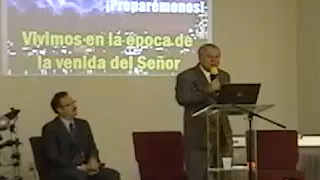 ¡Preparémonos!
Vivimos en la época de
la venida del Señor